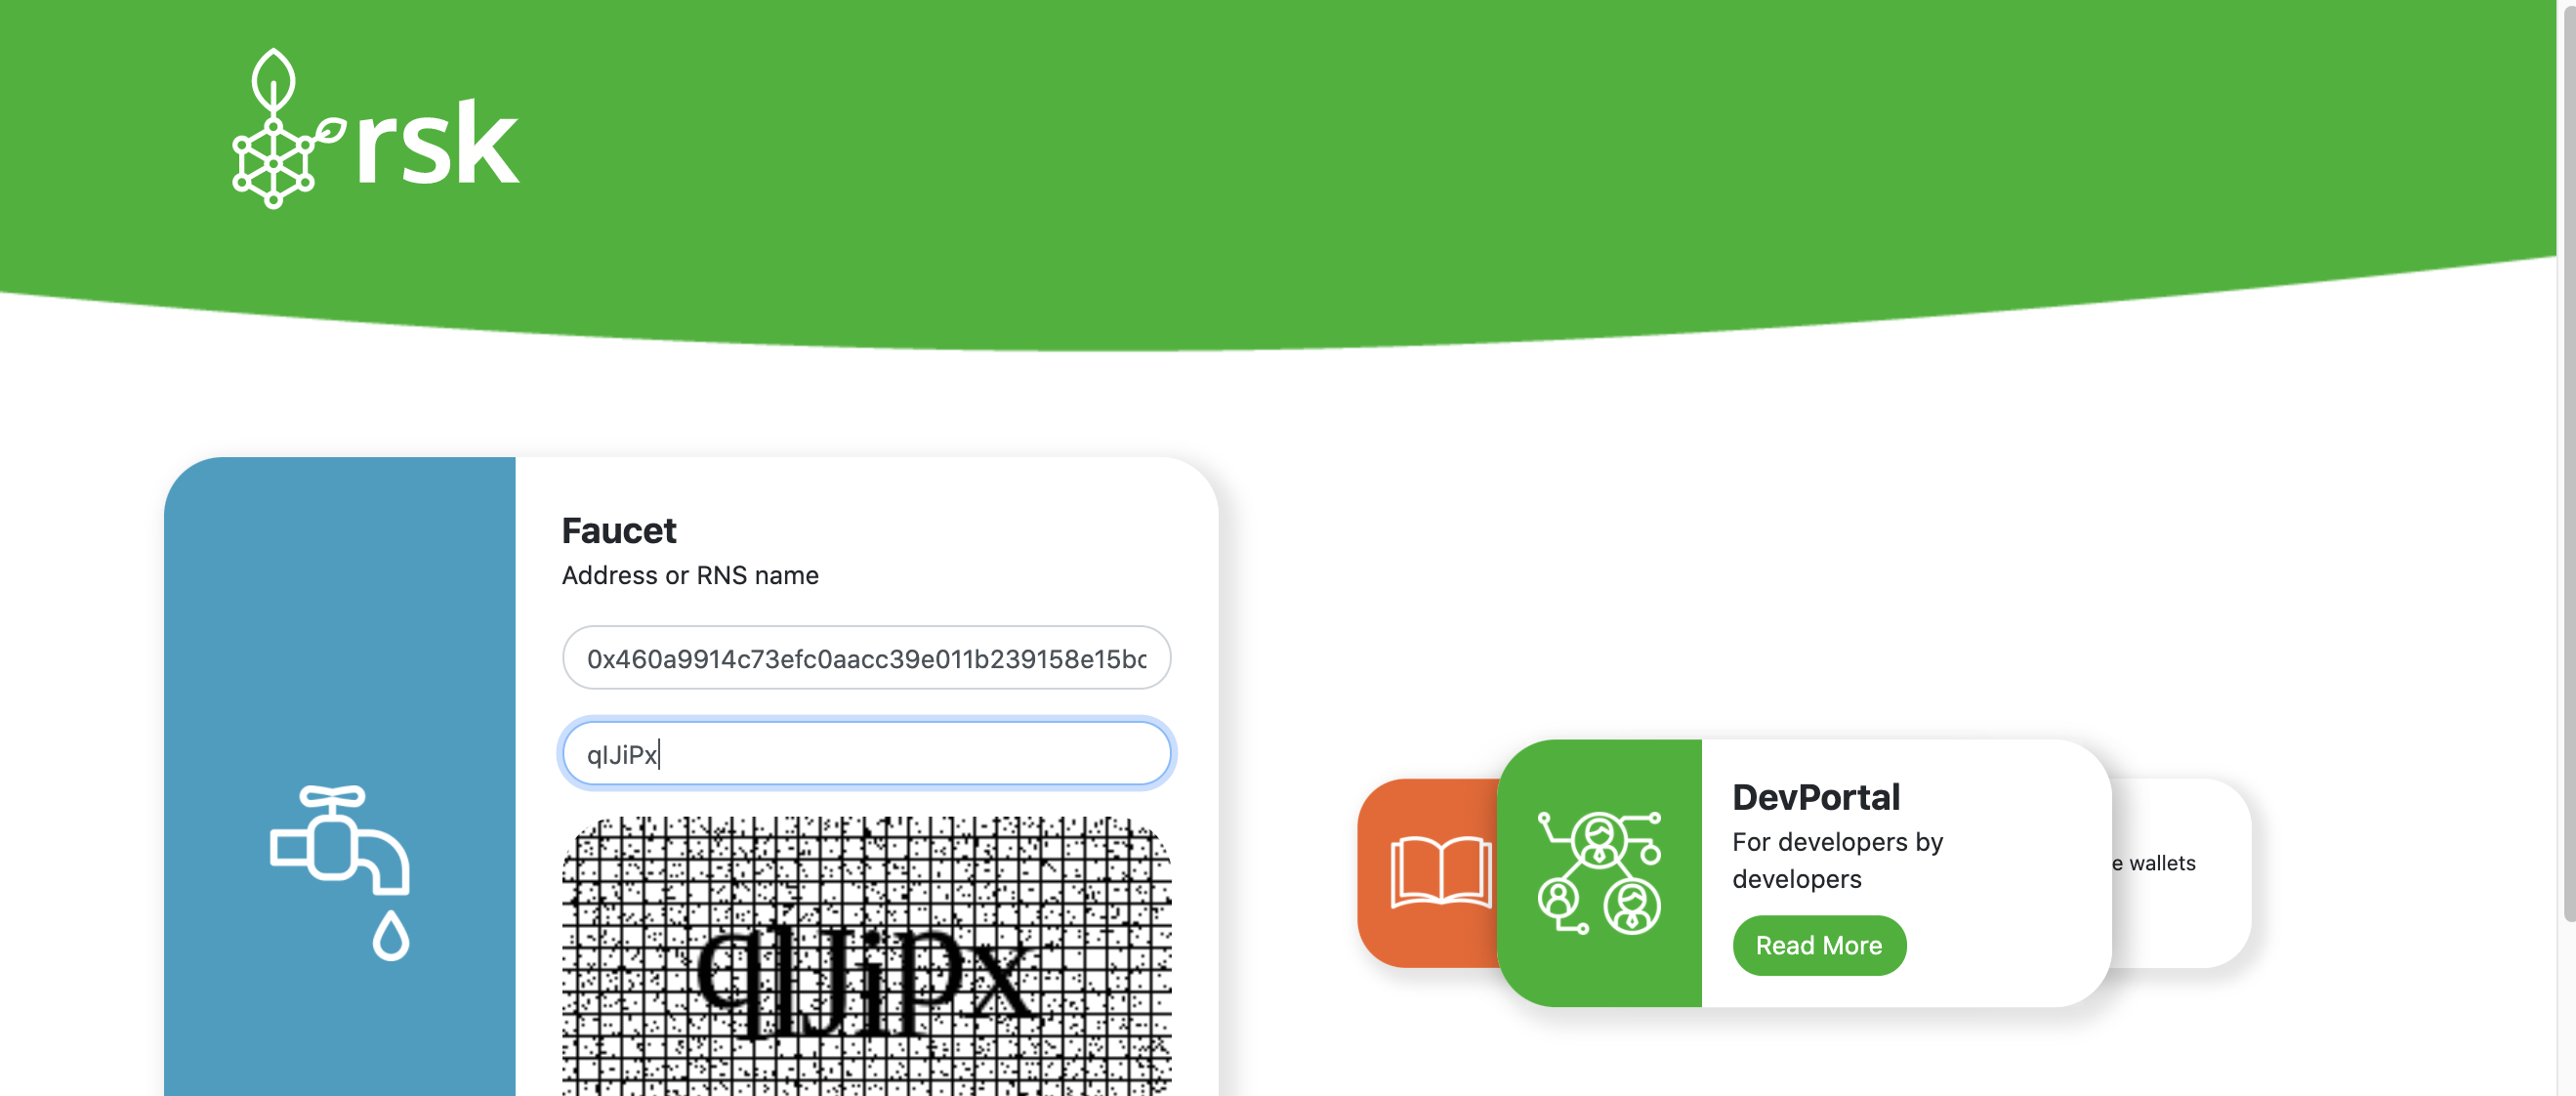 rsk
Faucet
Address or RNS name
0x460a9914c73efc0aacc39e011b239158e15bc
qlJiPx
qlJiPx
DevPortal
For developers by
developers
Read More
e wallets